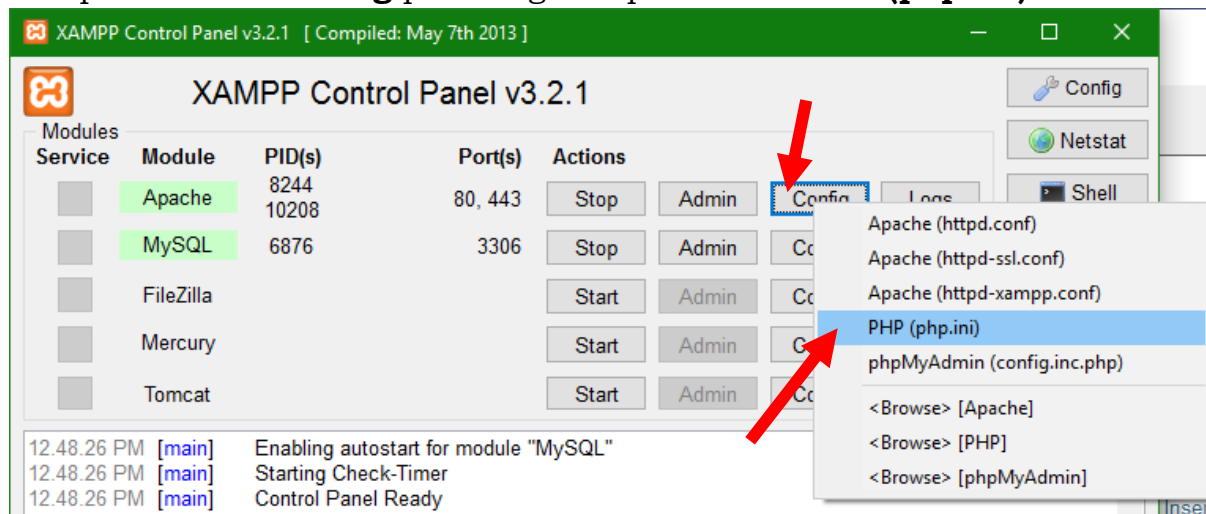 XAMPP Control Panel v3.2.1 [ Compiled: May 7th 2013 ]
XAMPP Control Panel v3.2.1
Config
Modules
Service Module PID(s) Port(s) Actions
Netstat
Apache 8244 10208 80, 443 Stop Admin Config Logs
Shell
MySQL 6876 3306 Stop Admin
FileZilla Start Admin
Mercury Start Admin
Tomcat Start Admin
Apache (httpd.conf)
Apache (httpd-ssl.conf)
Apache (httpd-xampp.conf)
PHP (php.ini)
phpMyAdmin (config.inc.php)
<Browse> [Apache]
<Browse> [PHP]
<Browse> [phpMyAdmin]
12.48.26 PM [main] Enabling autostart for module "MySQL"
12.48.26 PM [main] Starting Check-Timer
12.48.26 PM [main] Control Panel Ready